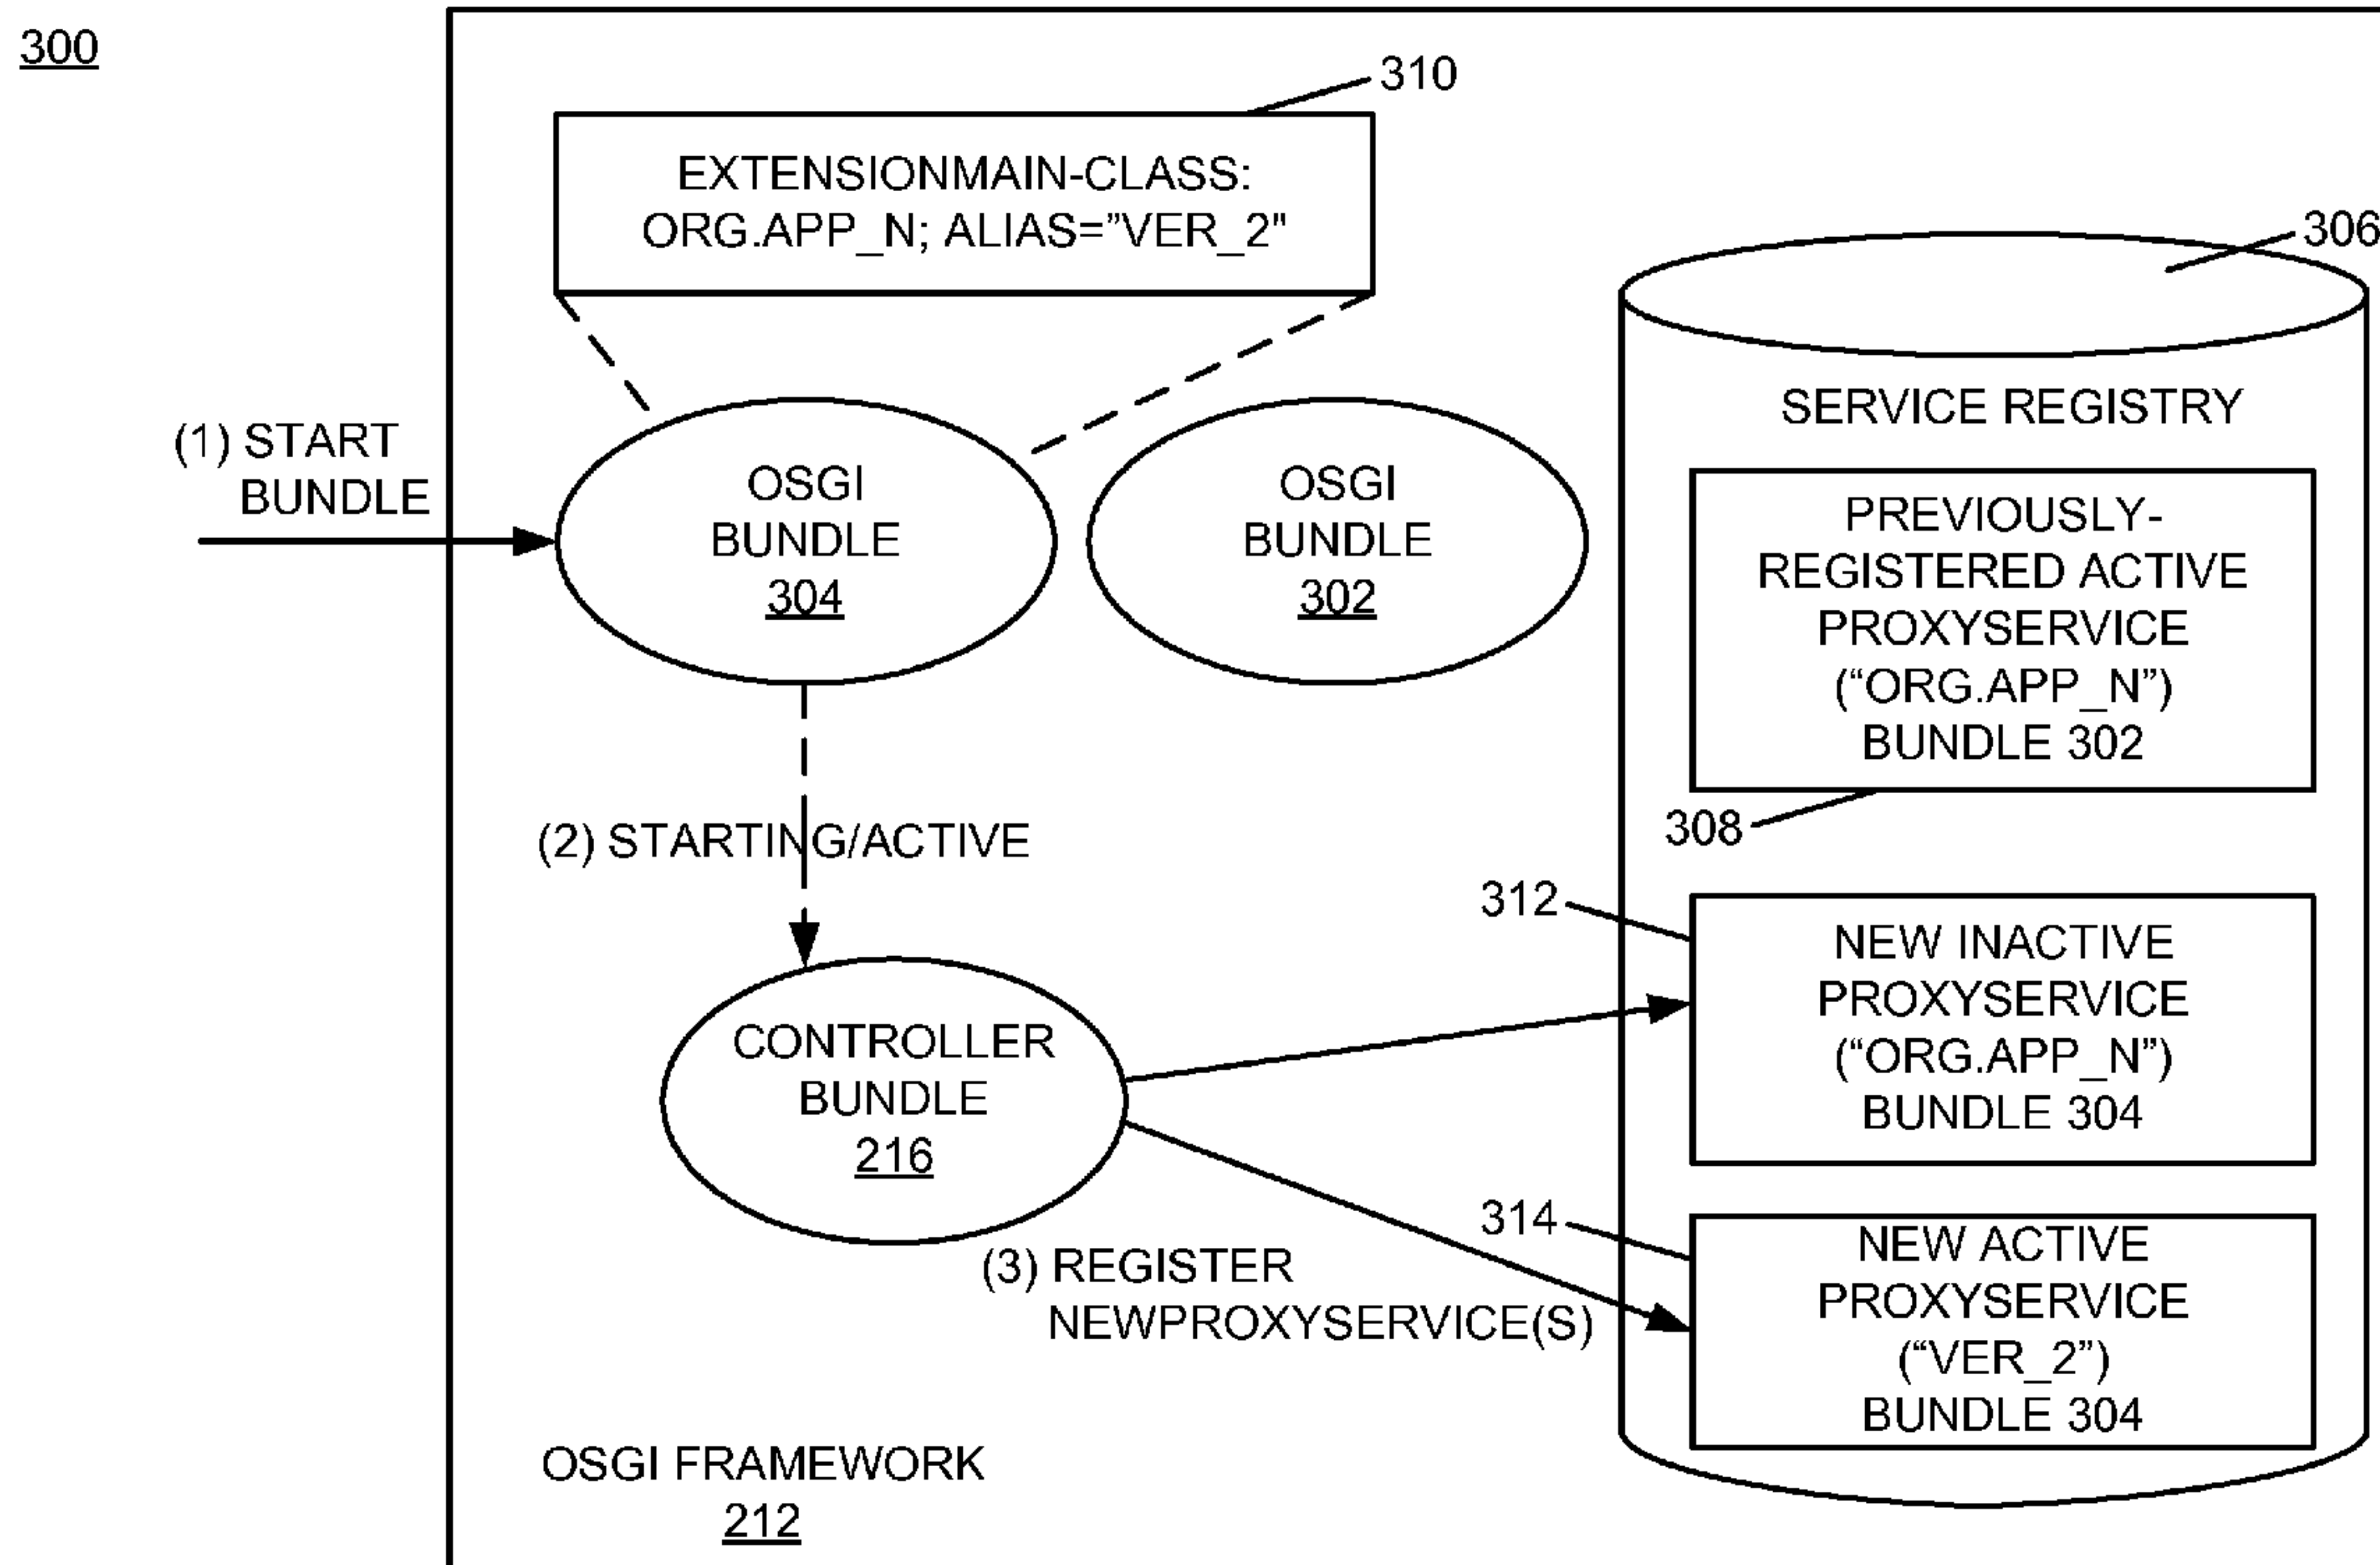 300
310
EXTENSIONMAIN-CLASS:
ORG.APP_N; ALIAS=”VER_2"
306
SERVICE REGISTRY
(1) START
BUNDLE
OSGI
BUNDLE
304
OSGI
BUNDLE
302
PREVIOUSLY-
REGISTERED ACTIVE
PROXYSERVICE
(“ORG.APP_N”)
BUNDLE 302
308
(2) STARTING/ACTIVE
312
NEW INACTIVE
PROXYSERVICE
(“ORG.APP_N”)
BUNDLE 304
CONTROLLER
BUNDLE
216
314
NEW ACTIVE
PROXYSERVICE
(“VER_2”)
BUNDLE 304
(3) REGISTER
NEWPROXYSERVICE(S)
OSGI FRAMEWORK
212